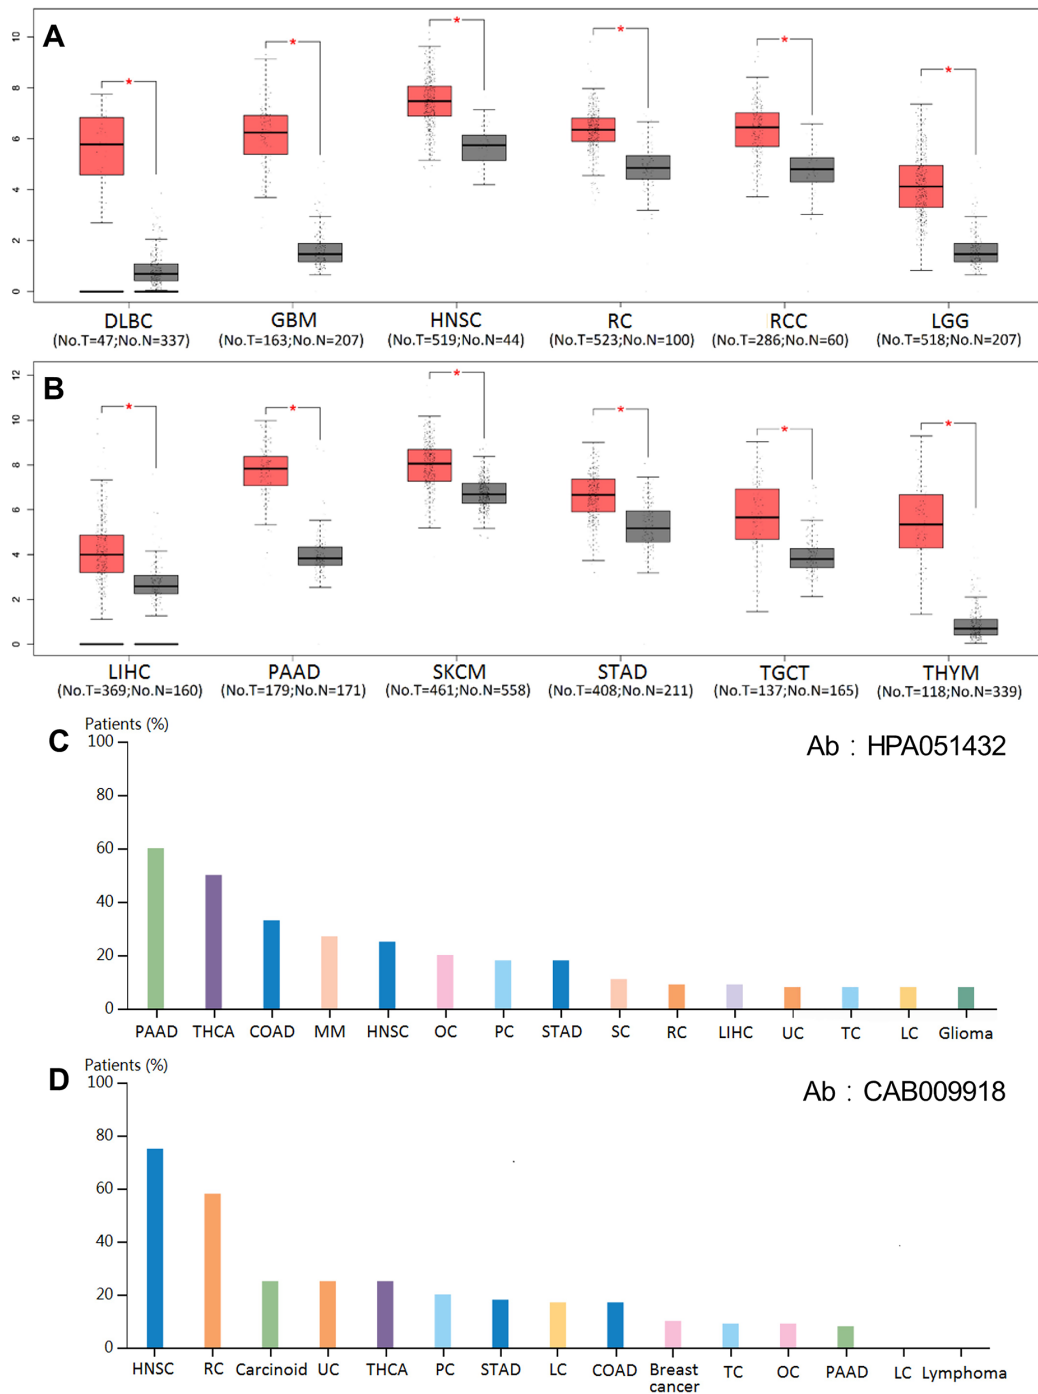 A
10
8
6
4
2
0
* * * * * *
DLBC GBM HNSC RC RCC LGG
(No.T=47;No.N=337) (No.T=163;No.N=207) (No.T=519;No.N=44) (No.T=523;No.N=100) (No.T=286;No.N=60) (No.T=518;No.N=207)
B
12
10
8
6
4
2
0
* * * * * *
LIHC PAAD SKCM STAD TGCT THYM
(No.T=369;No.N=160) (No.T=179;No.N=171) (No.T=461;No.N=558) (No.T=408;No.N=211) (No.T=137;No.N=165) (No.T=118;No.N=339)
C
Patients (%)
Ab : HPA051432
100
80
60
40
20
0
PAAD THCA COAD MM HNSC OC PC STAD SC RC LIHC UC TC LC Glioma
D
Patients (%)
Ab : CAB009918
100
80
60
40
20
0
HNSC RC Carcinoid UC THCA PC STAD LC COAD Breast TC OC PAAD LC Lymphoma
cancer